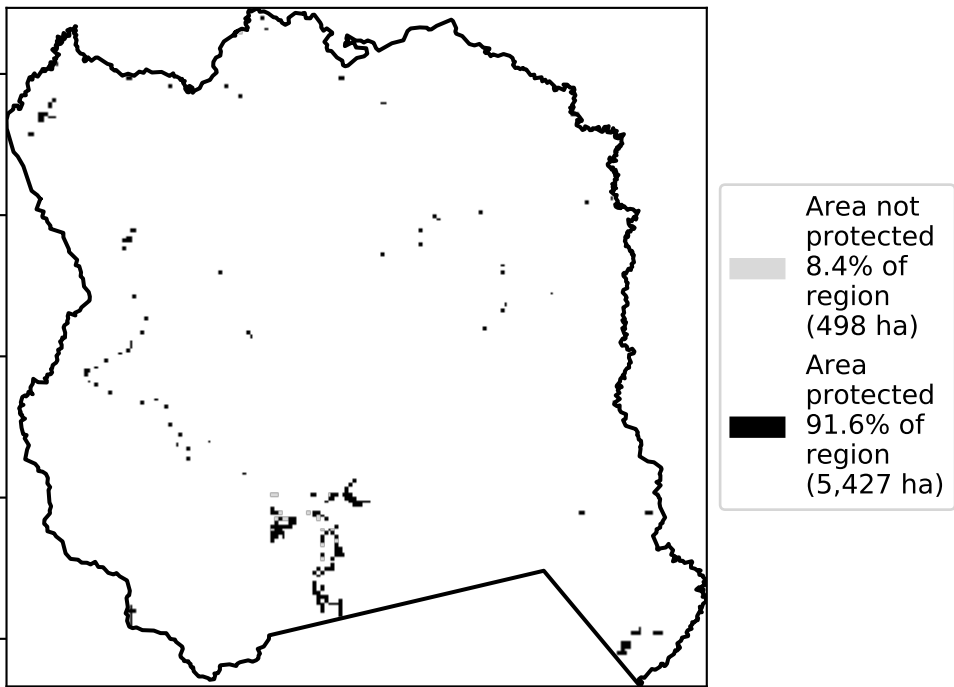 Area not
protected
8.4% of
region
(498 ha)
Area
protected
91.6% of
region
(5,427 ha)